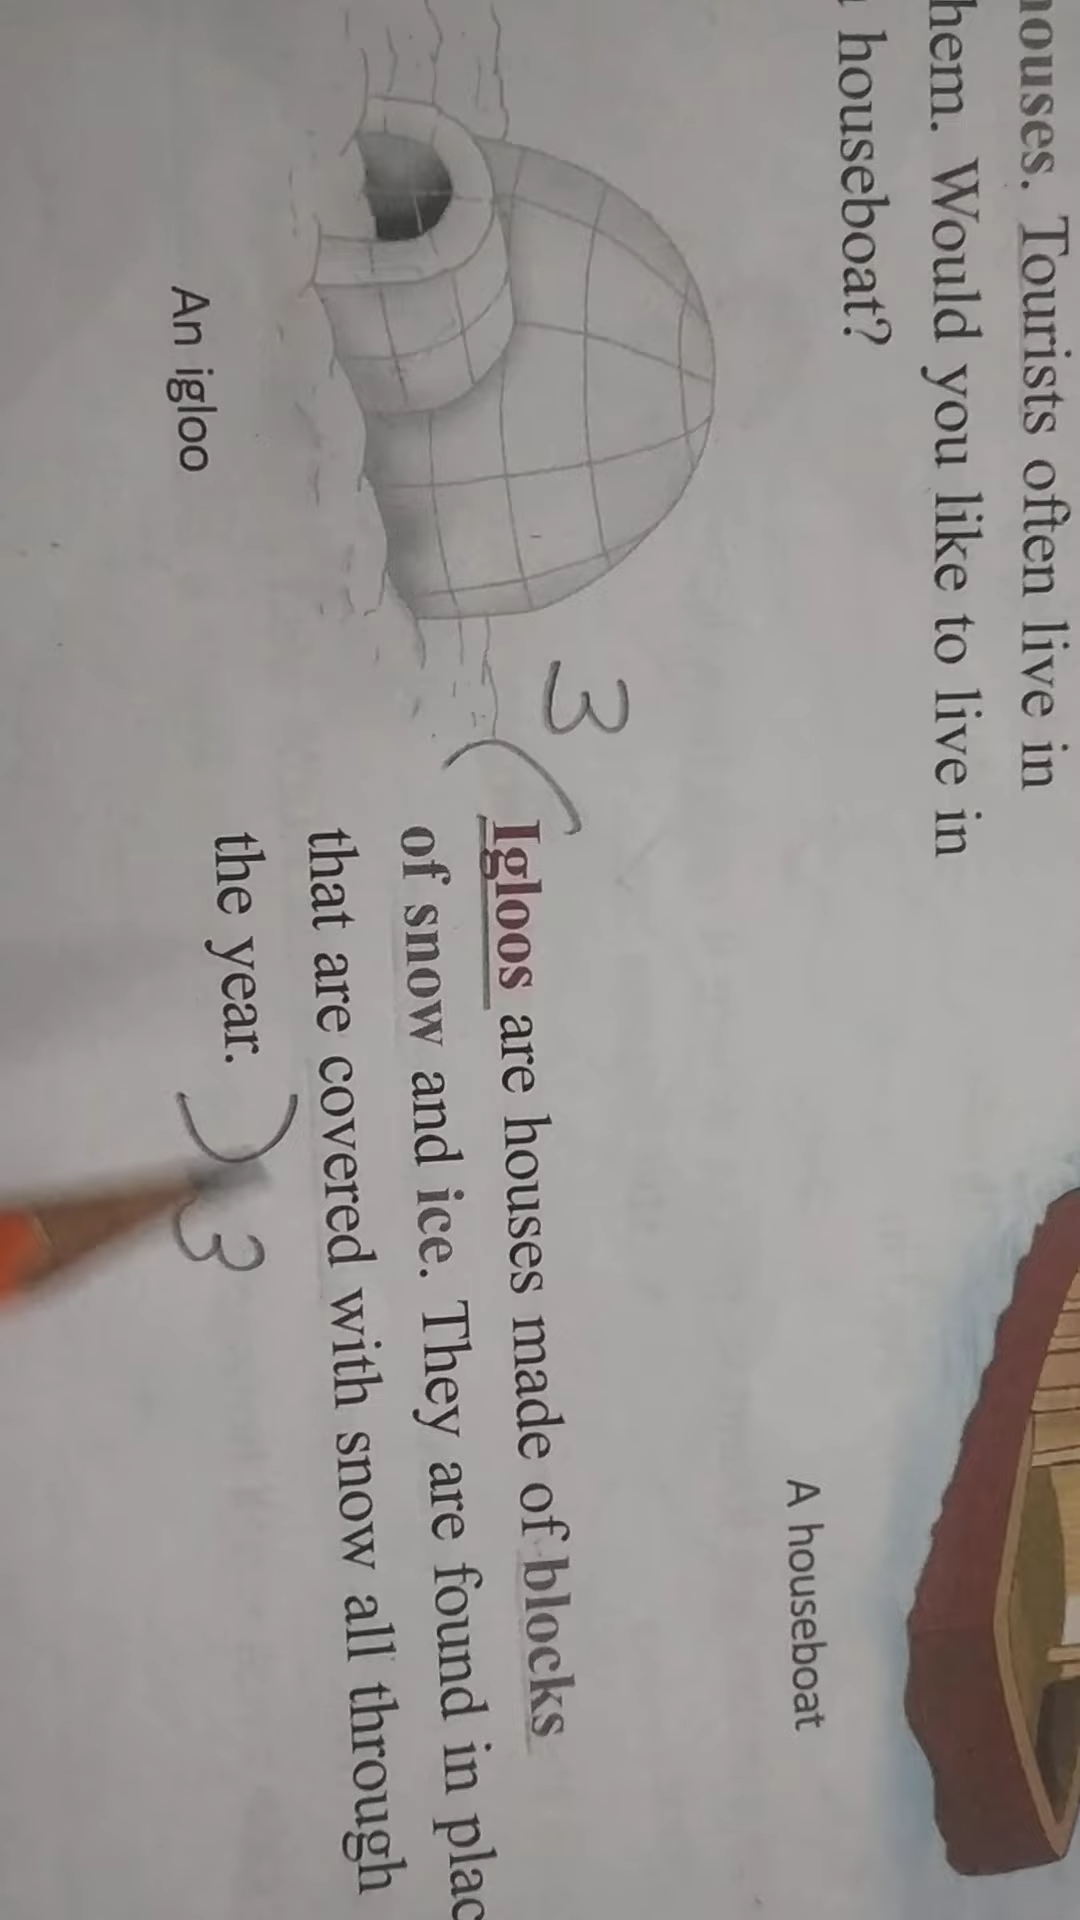 houses. Tourists often live in
them. Would you like to live in
houseboat?
A houseboat
3
Igloos are houses made of blocks
of snow and ice. They are found in plac
that are covered with snow all through
the year. 3
An igloo